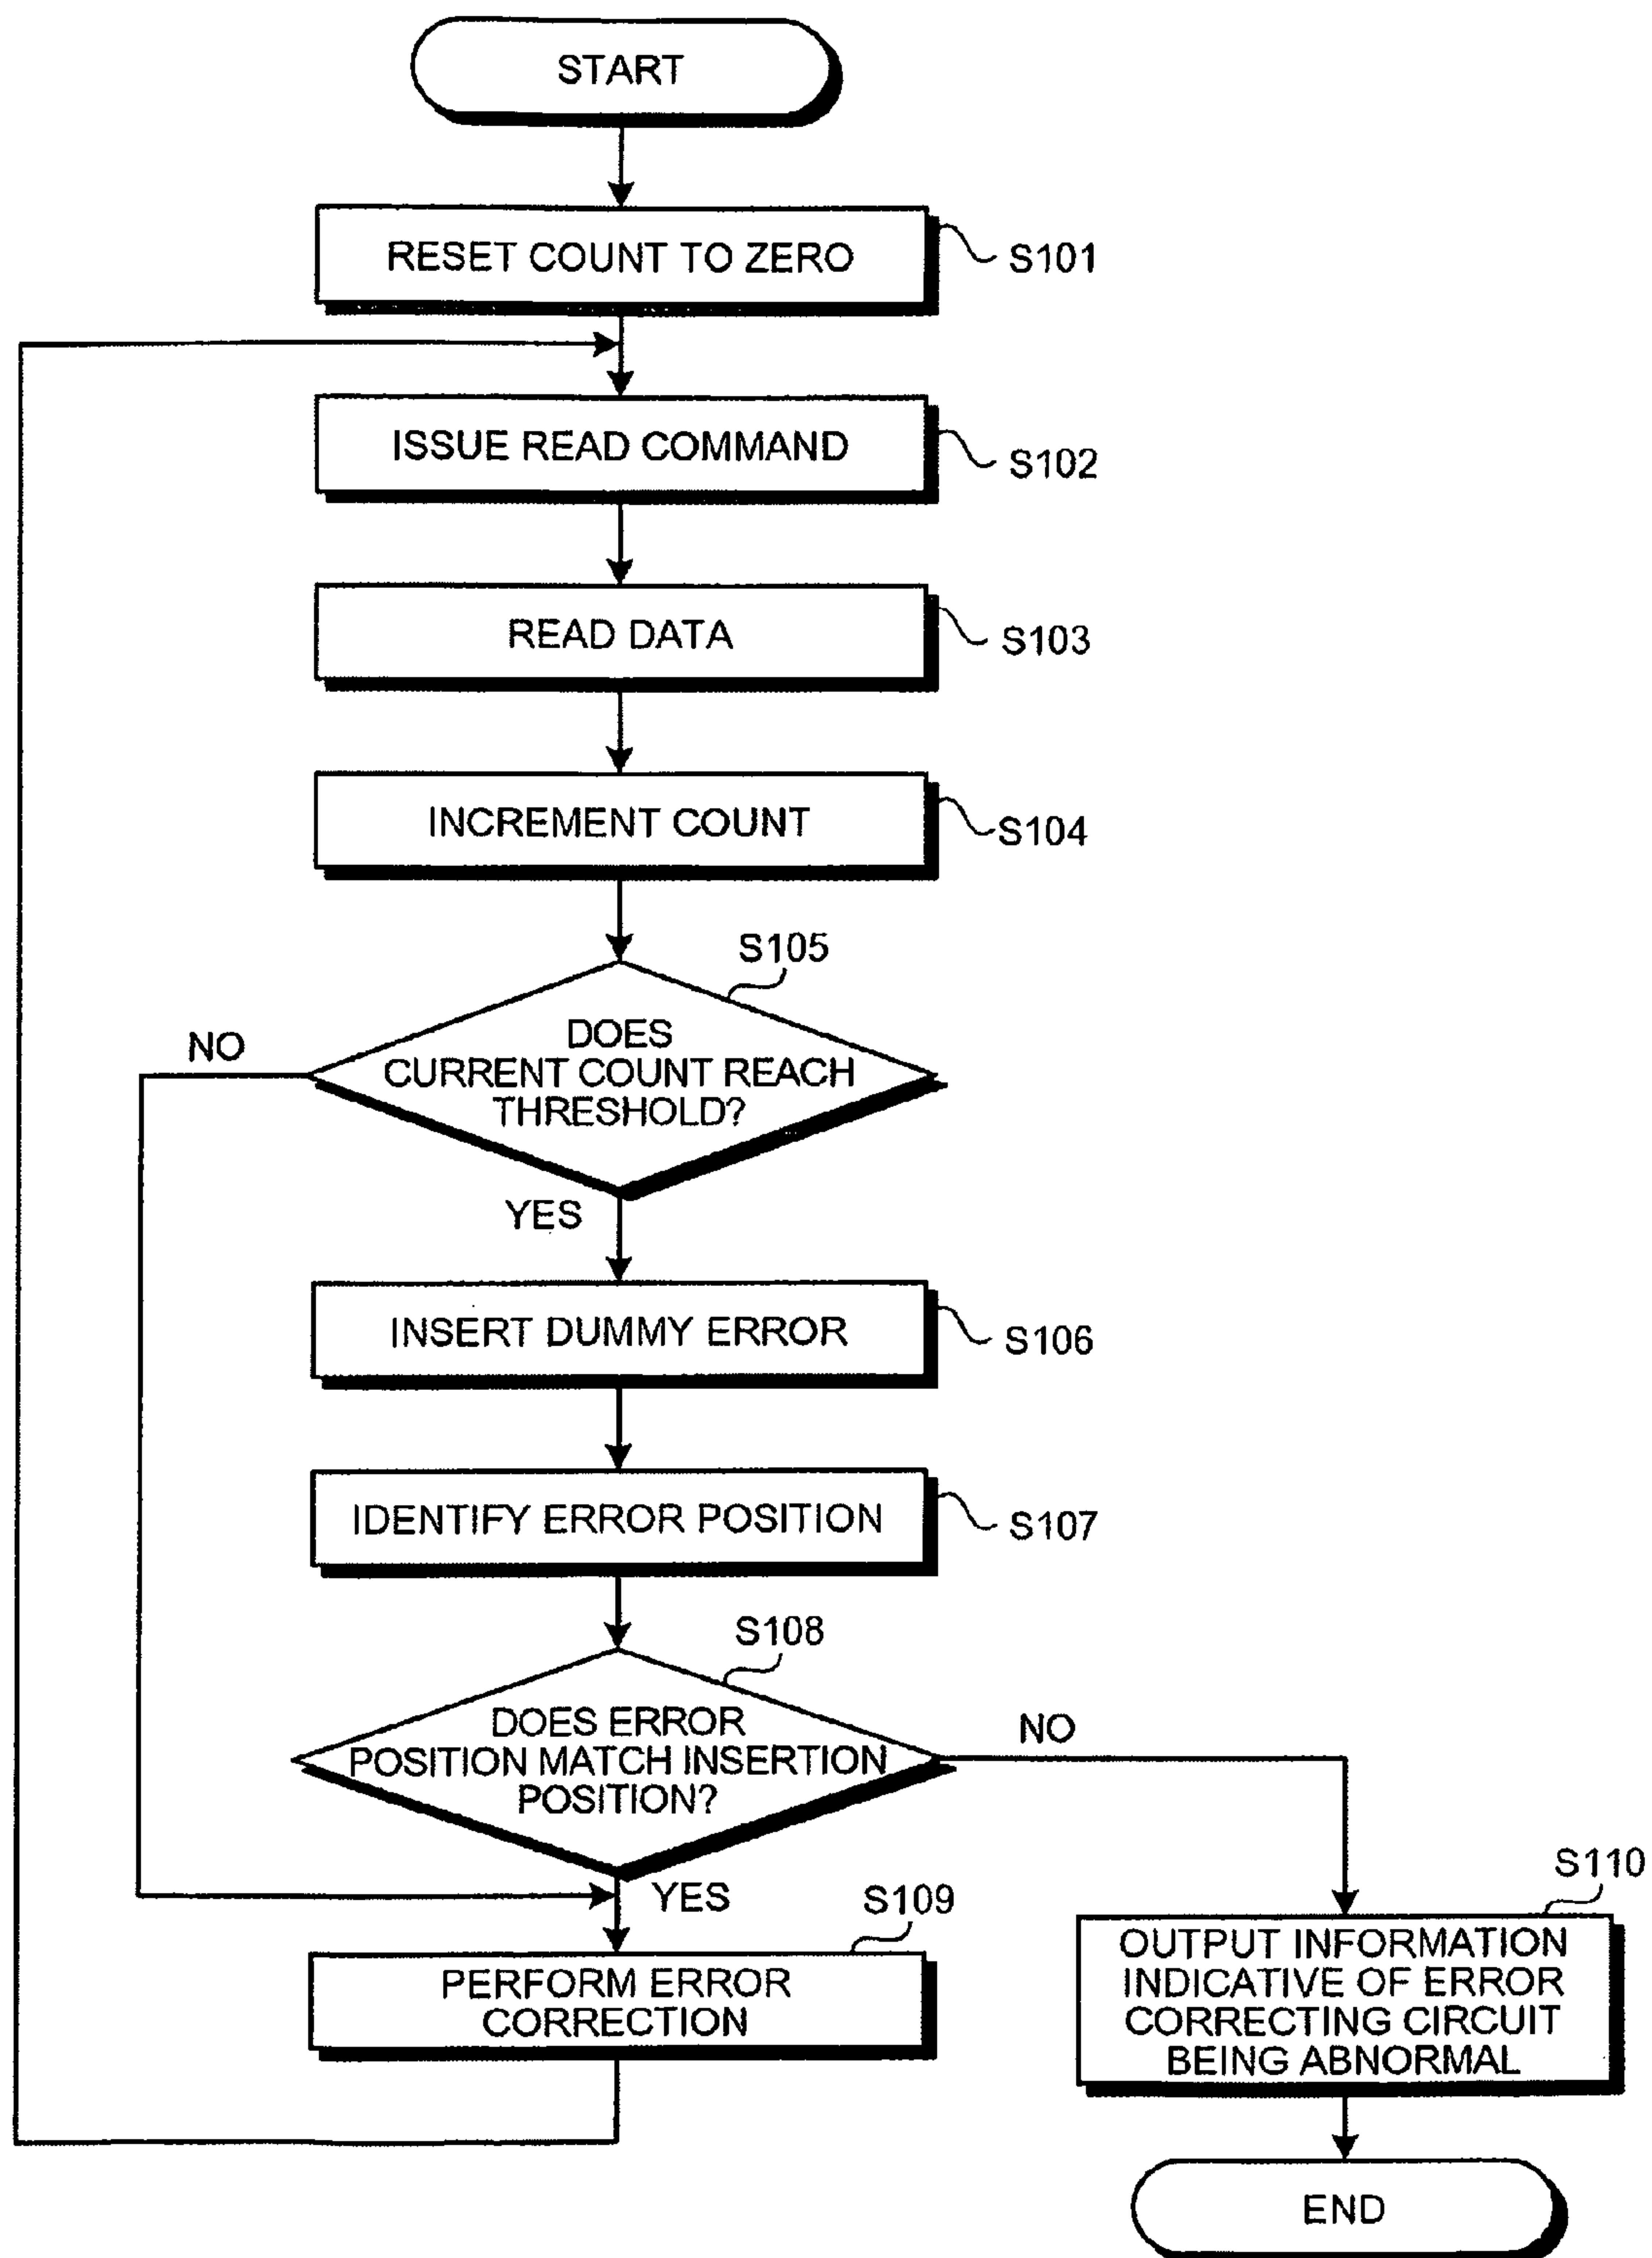 START
RESET COUNT TO ZERO
S101
ISSUE READ COMMAND
S102
READ DATA
S103
INCREMENT COUNT
S104
S105
NO
DOES
CURRENT COUNT REACH
THRESHOLD?
YES
INSERT DUMMY ERROR
S106
IDENTIFY ERROR POSITION
S107
S108
DOES ERROR
POSITION MATCH INSERTION
POSITION?
NO
YES
S109
PERFORM ERROR
CORRECTION
S110
OUTPUT INFORMATION
INDICATIVE OF ERROR
CORRECTING CIRCUIT
BEING ABNORMAL
END